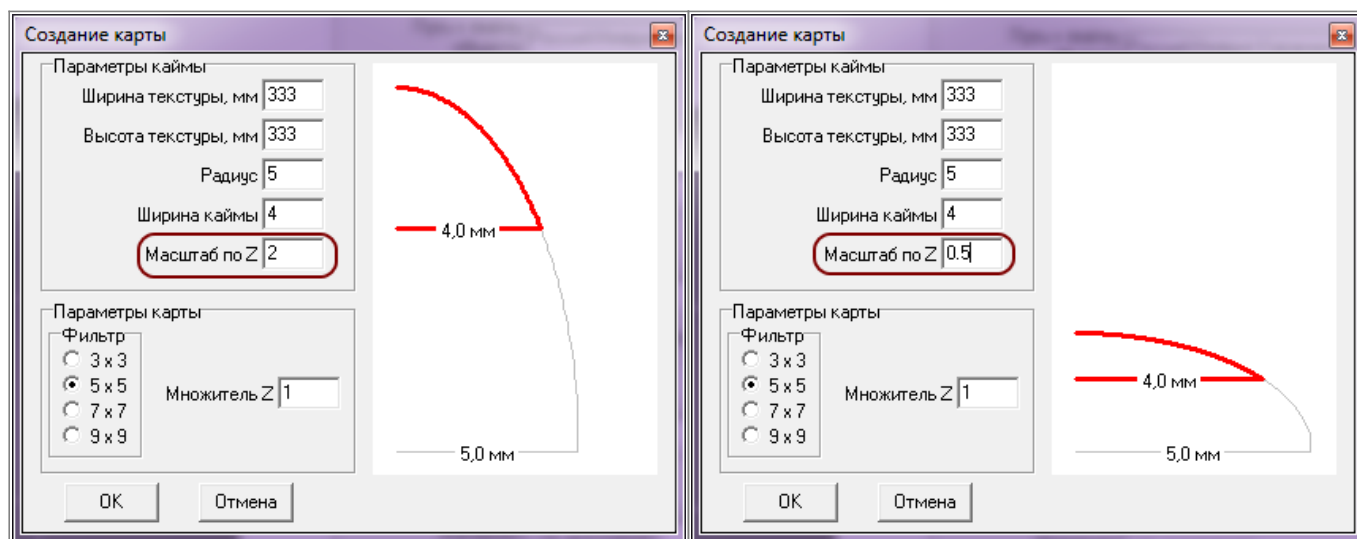 Создание карты
Параметры каймы
Ширина текстуры, мм 333
Высота текстуры, мм 333
Радиус 5
Ширина каймы 4
Масштаб по Z 2
Параметры карты
Фильтр
3 x 3
5 x 5
7 x 7
9 x 9
Множитель Z 1
4,0 мм
5,0 мм
OK
Отмена
Создание карты
Параметры каймы
Ширина текстуры, мм 333
Высота текстуры, мм 333
Радиус 5
Ширина каймы 4
Масштаб по Z 0.5
Параметры карты
Фильтр
3 x 3
5 x 5
7 x 7
9 x 9
Множитель Z 1
4,0 мм
5,0 мм
OK
Отмена